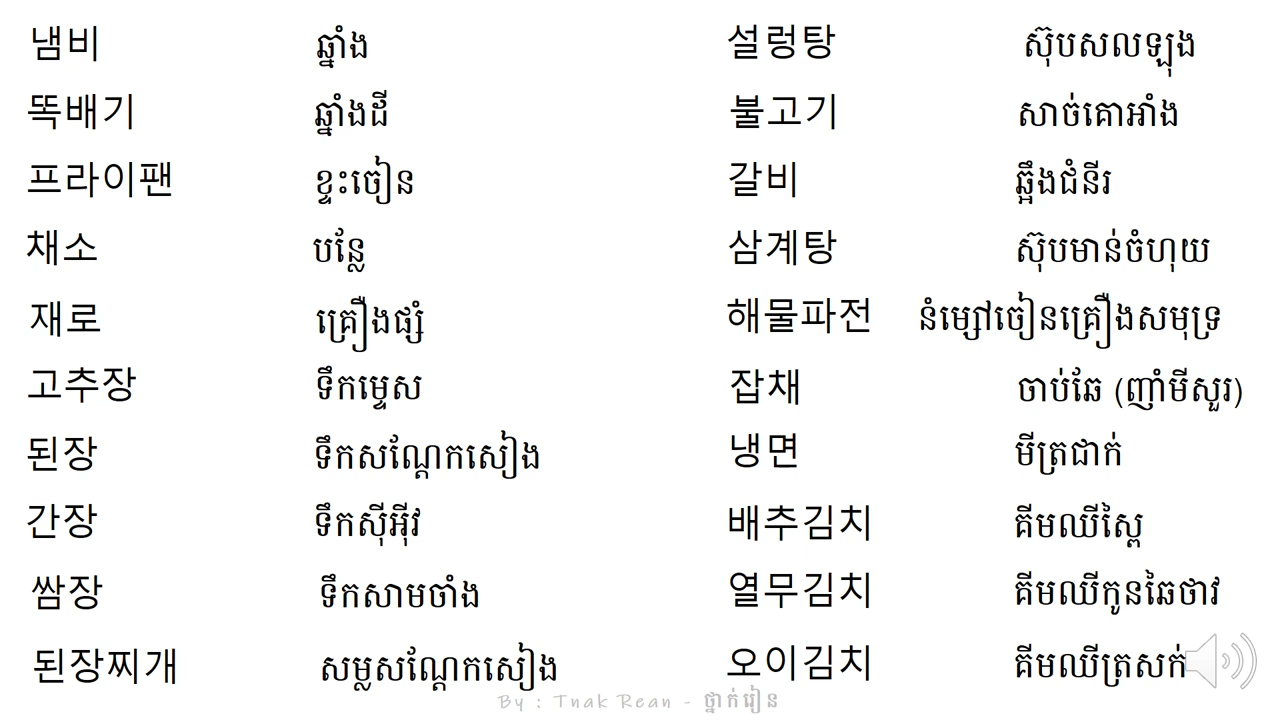 냄비 ឆ្នាំង
뚝배기 ឆ្នាំងដី
프라이팬 ខ្ទះចៀន
채소 បន្លែ
재로 គ្រឿងផ្សំ
고추장 ទឹកម្ទេស
된장 ទឹកសណ្ដែកសៀង
간장 ទឹកស៊ីអ៊ីវ
쌈장 ទឹកសាមចាំង
된장찌개 សម្លសណ្ដែកសៀង
설렁탕 ស៊ុបសលឡុង
불고기 សាច់គោអាំង
갈비 ឆ្អឹងជំនីរ
삼계탕 ស៊ុបមាន់ចំហុយ
해물파전 នំម្សៅចៀនគ្រឿងសមុទ្រ
잡채 ចាប់ឆែ (ញាំមីសួរ)
냉면 មីត្រជាក់
배추김치 គីមឈីស្ពៃ
열무김치 គីមឈីកូនឆៃថាវ
오이김치 គីមឈីត្រសក់
By : Tnak Rean - ថ្នាក់រៀន